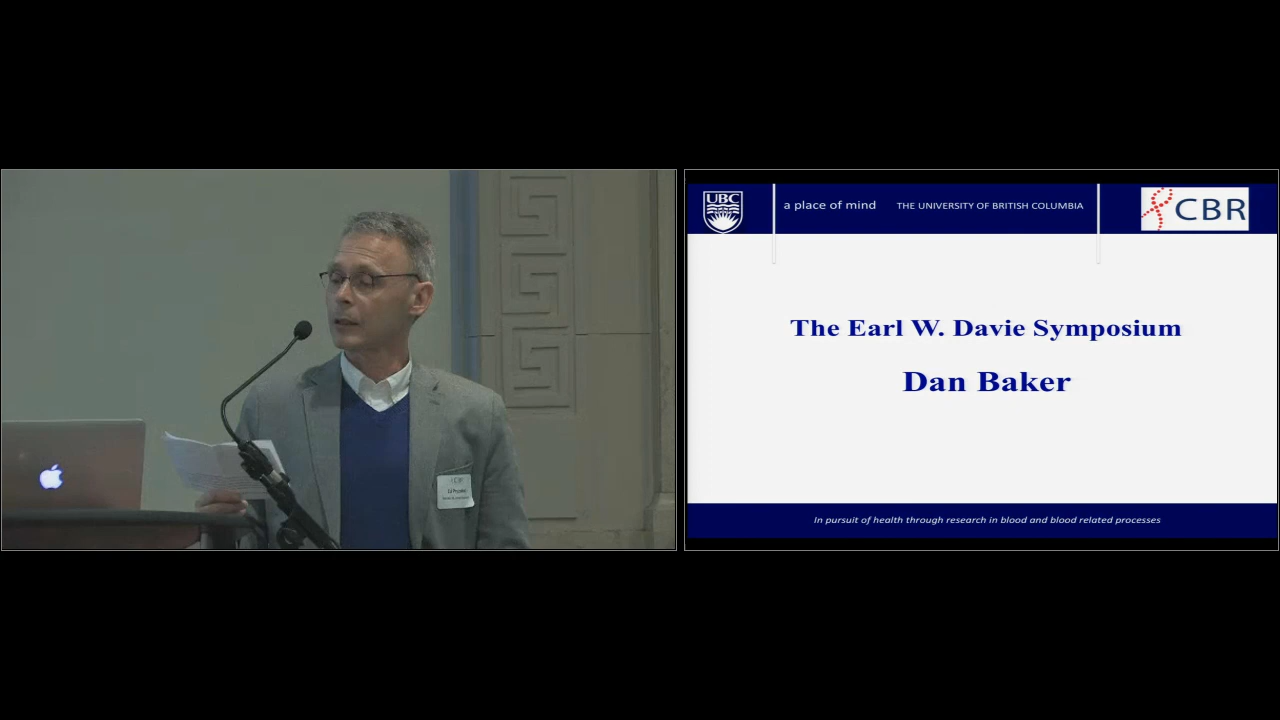 UBC
a place of mind
THE UNIVERSITY OF BRITISH COLUMBIA
CBR
The Earl W. Davie Symposium
Dan Baker
In pursuit of health through research in blood and blood related processes